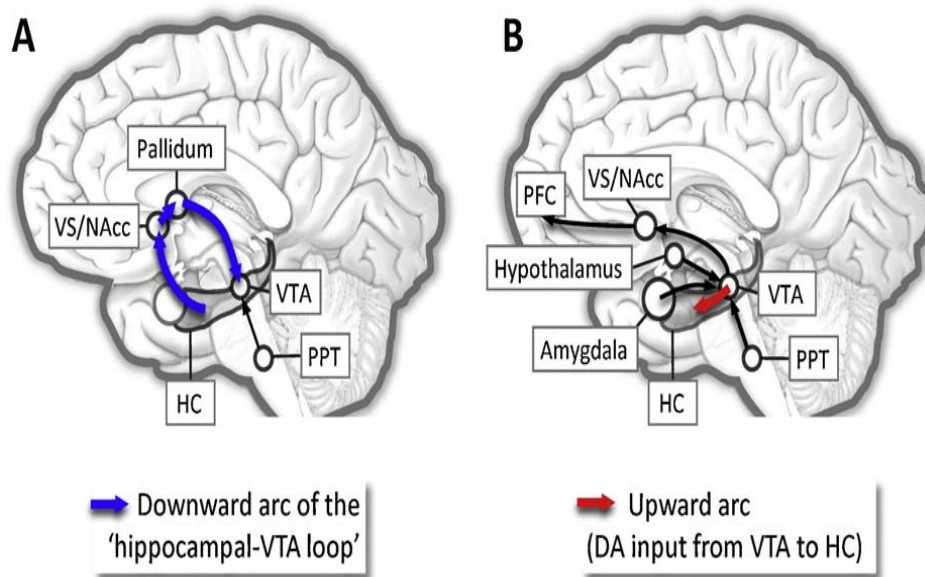 A
Pallidum
VS/NAcc
VTA
PPT
HC
B
VS/NAcc
PFC
Hypothalamus
VTA
Amygdala
PPT
HC
Downward arc of the
'hippocampal-VTA loop'
Upward arc
(DA input from VTA to HC)